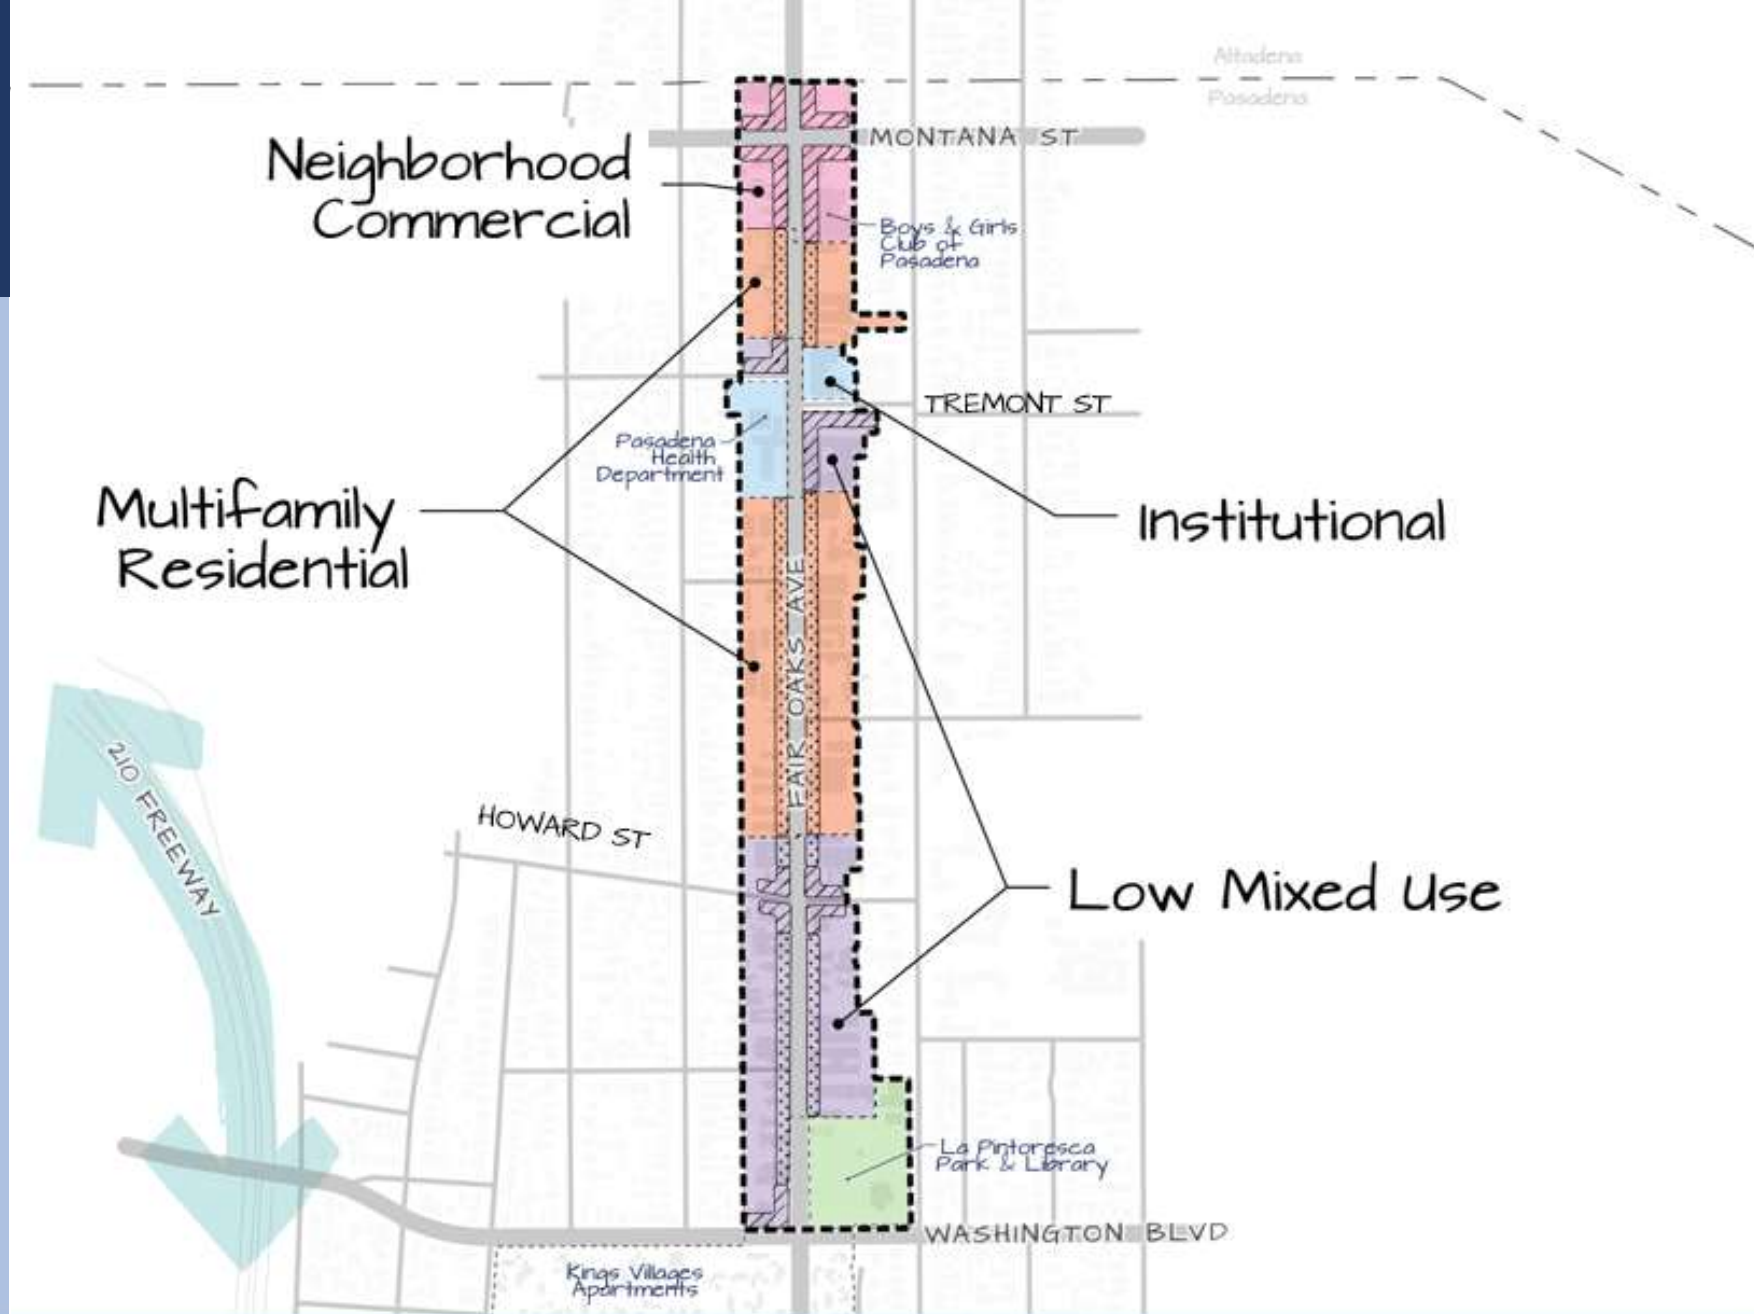 Altadena
Pasadena
MONTANA ST
Neighborhood
Commercial
Boys & Girls
Club of
Pasadena
TREMONT ST
Pasadena
Health
Department
Multifamily
Residential
Institutional
FAIR OAKS AVE
210 FREEWAY
HOWARD ST
Low Mixed Use
La Pintoresca
Park & Library
WASHINGTON BLVD
Kings Villages
Apartments